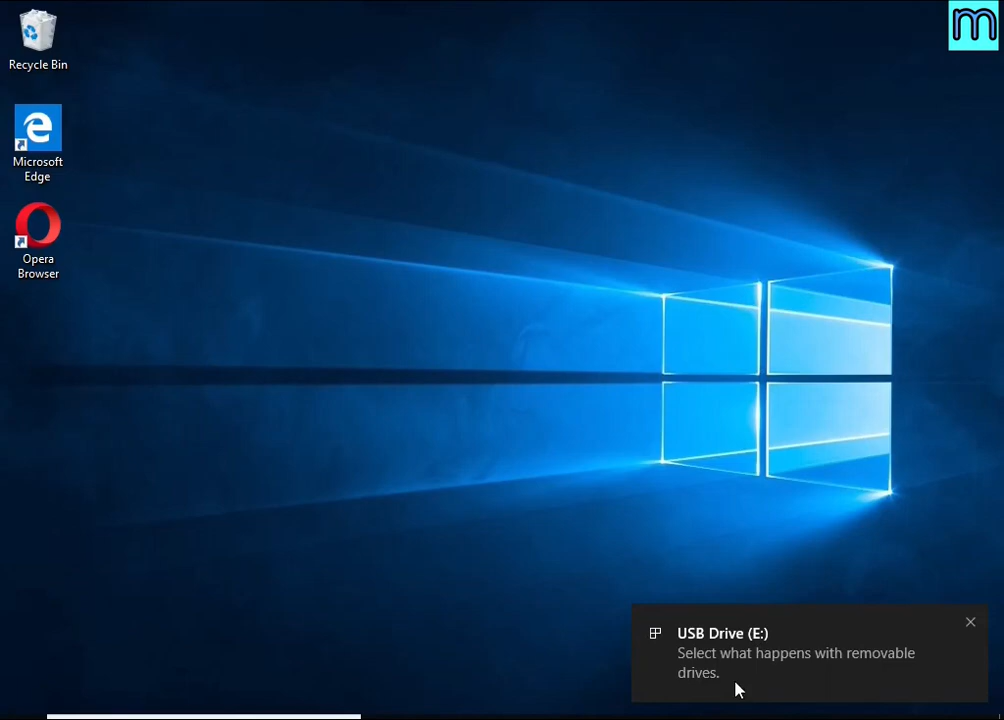 m
Recycle Bin
Microsoft
Edge
Opera
Browser
USB Drive (E:)
Select what happens with removable
drives.